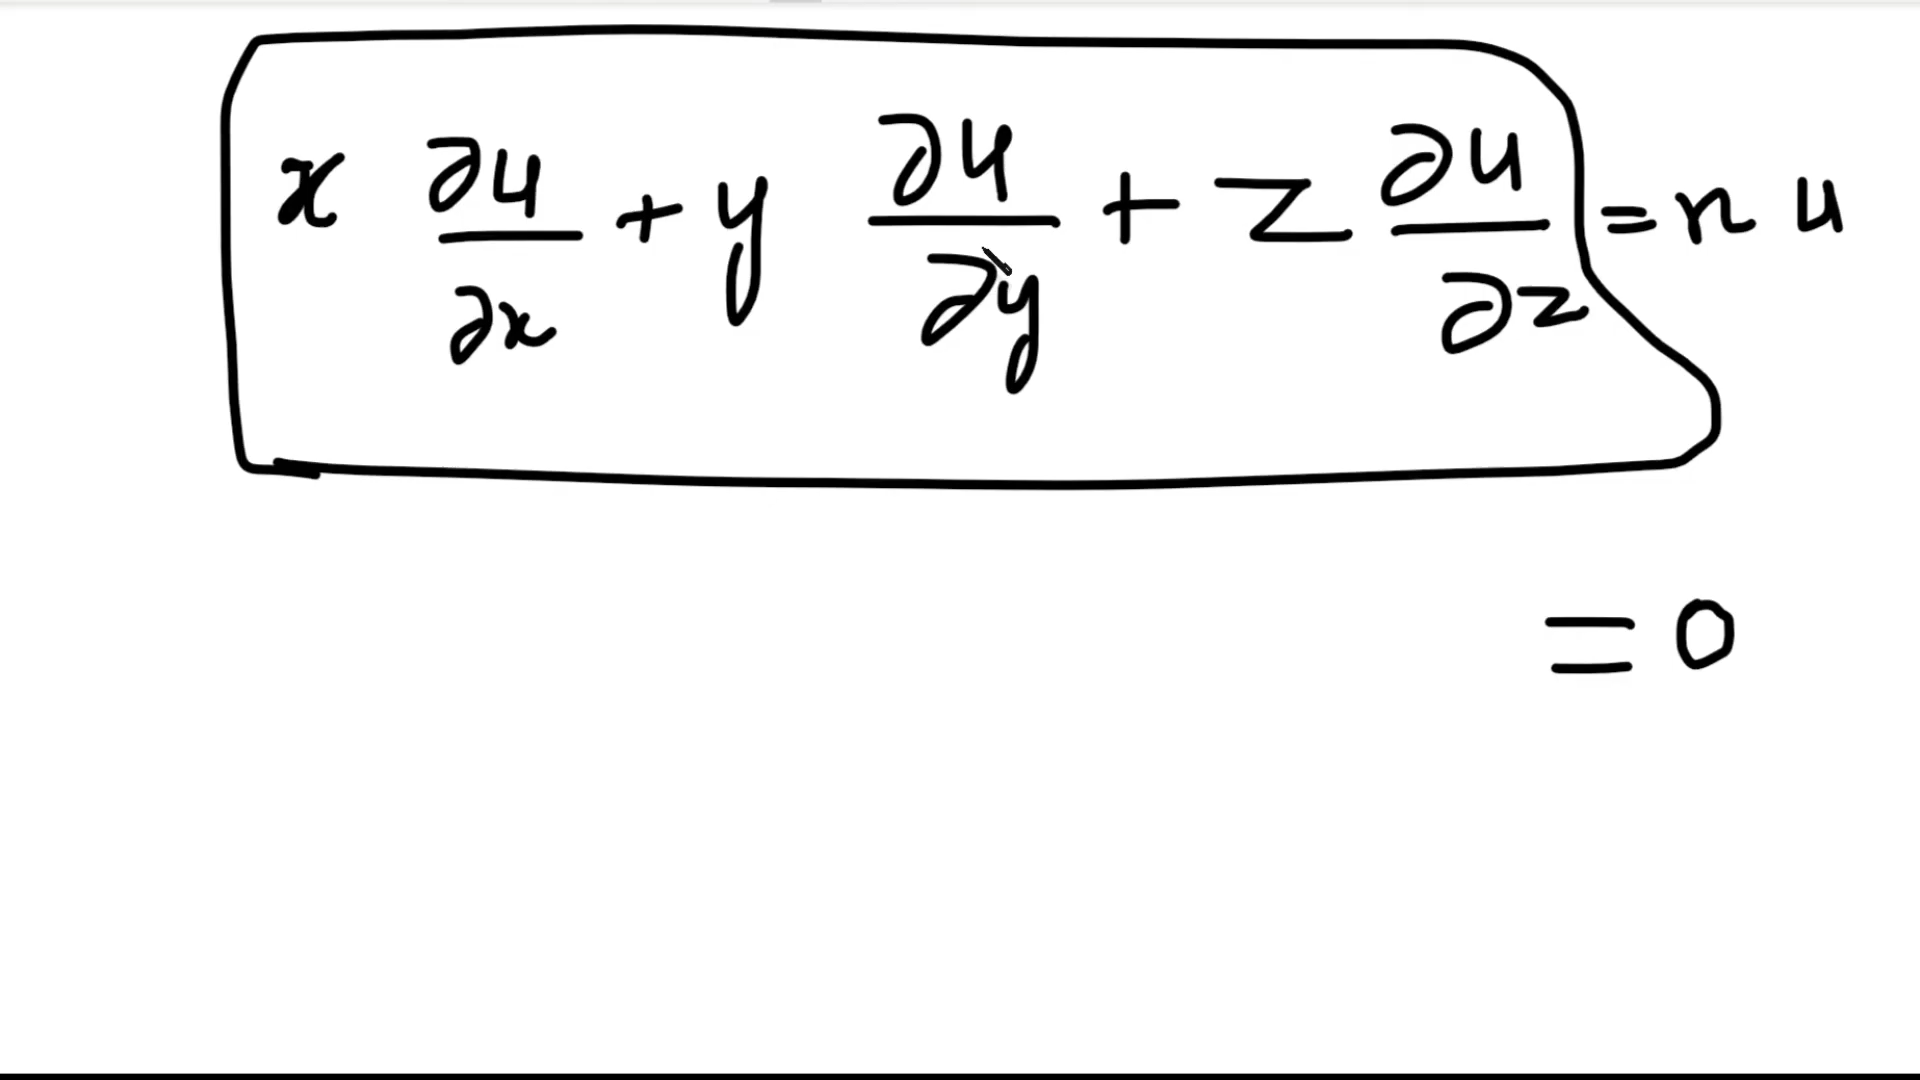 x ∂u/∂x + y ∂u/∂y + z ∂u/∂z = n u
= 0